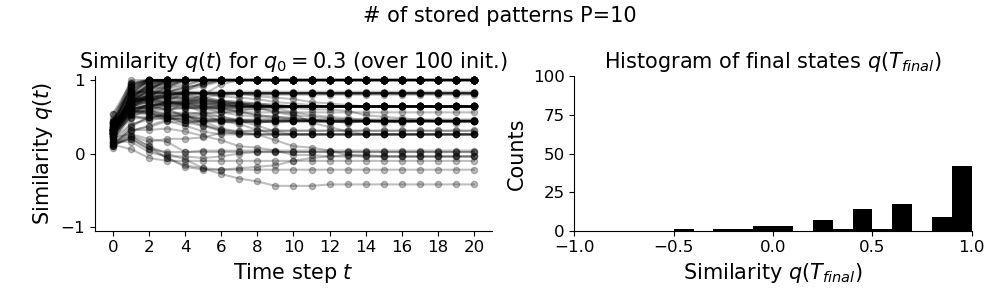 # of stored patterns P=10
Similarity q(t) for q₀ = 0.3 (over 100 init.)
1
0
−1
Similarity q(t)
0 2 4 6 8 10 12 14 16 18 20
Time step t
Histogram of final states q(T_final)
100
75
50
25
0
Counts
−1.0 −0.5 0.0 0.5 1.0
Similarity q(T_final)